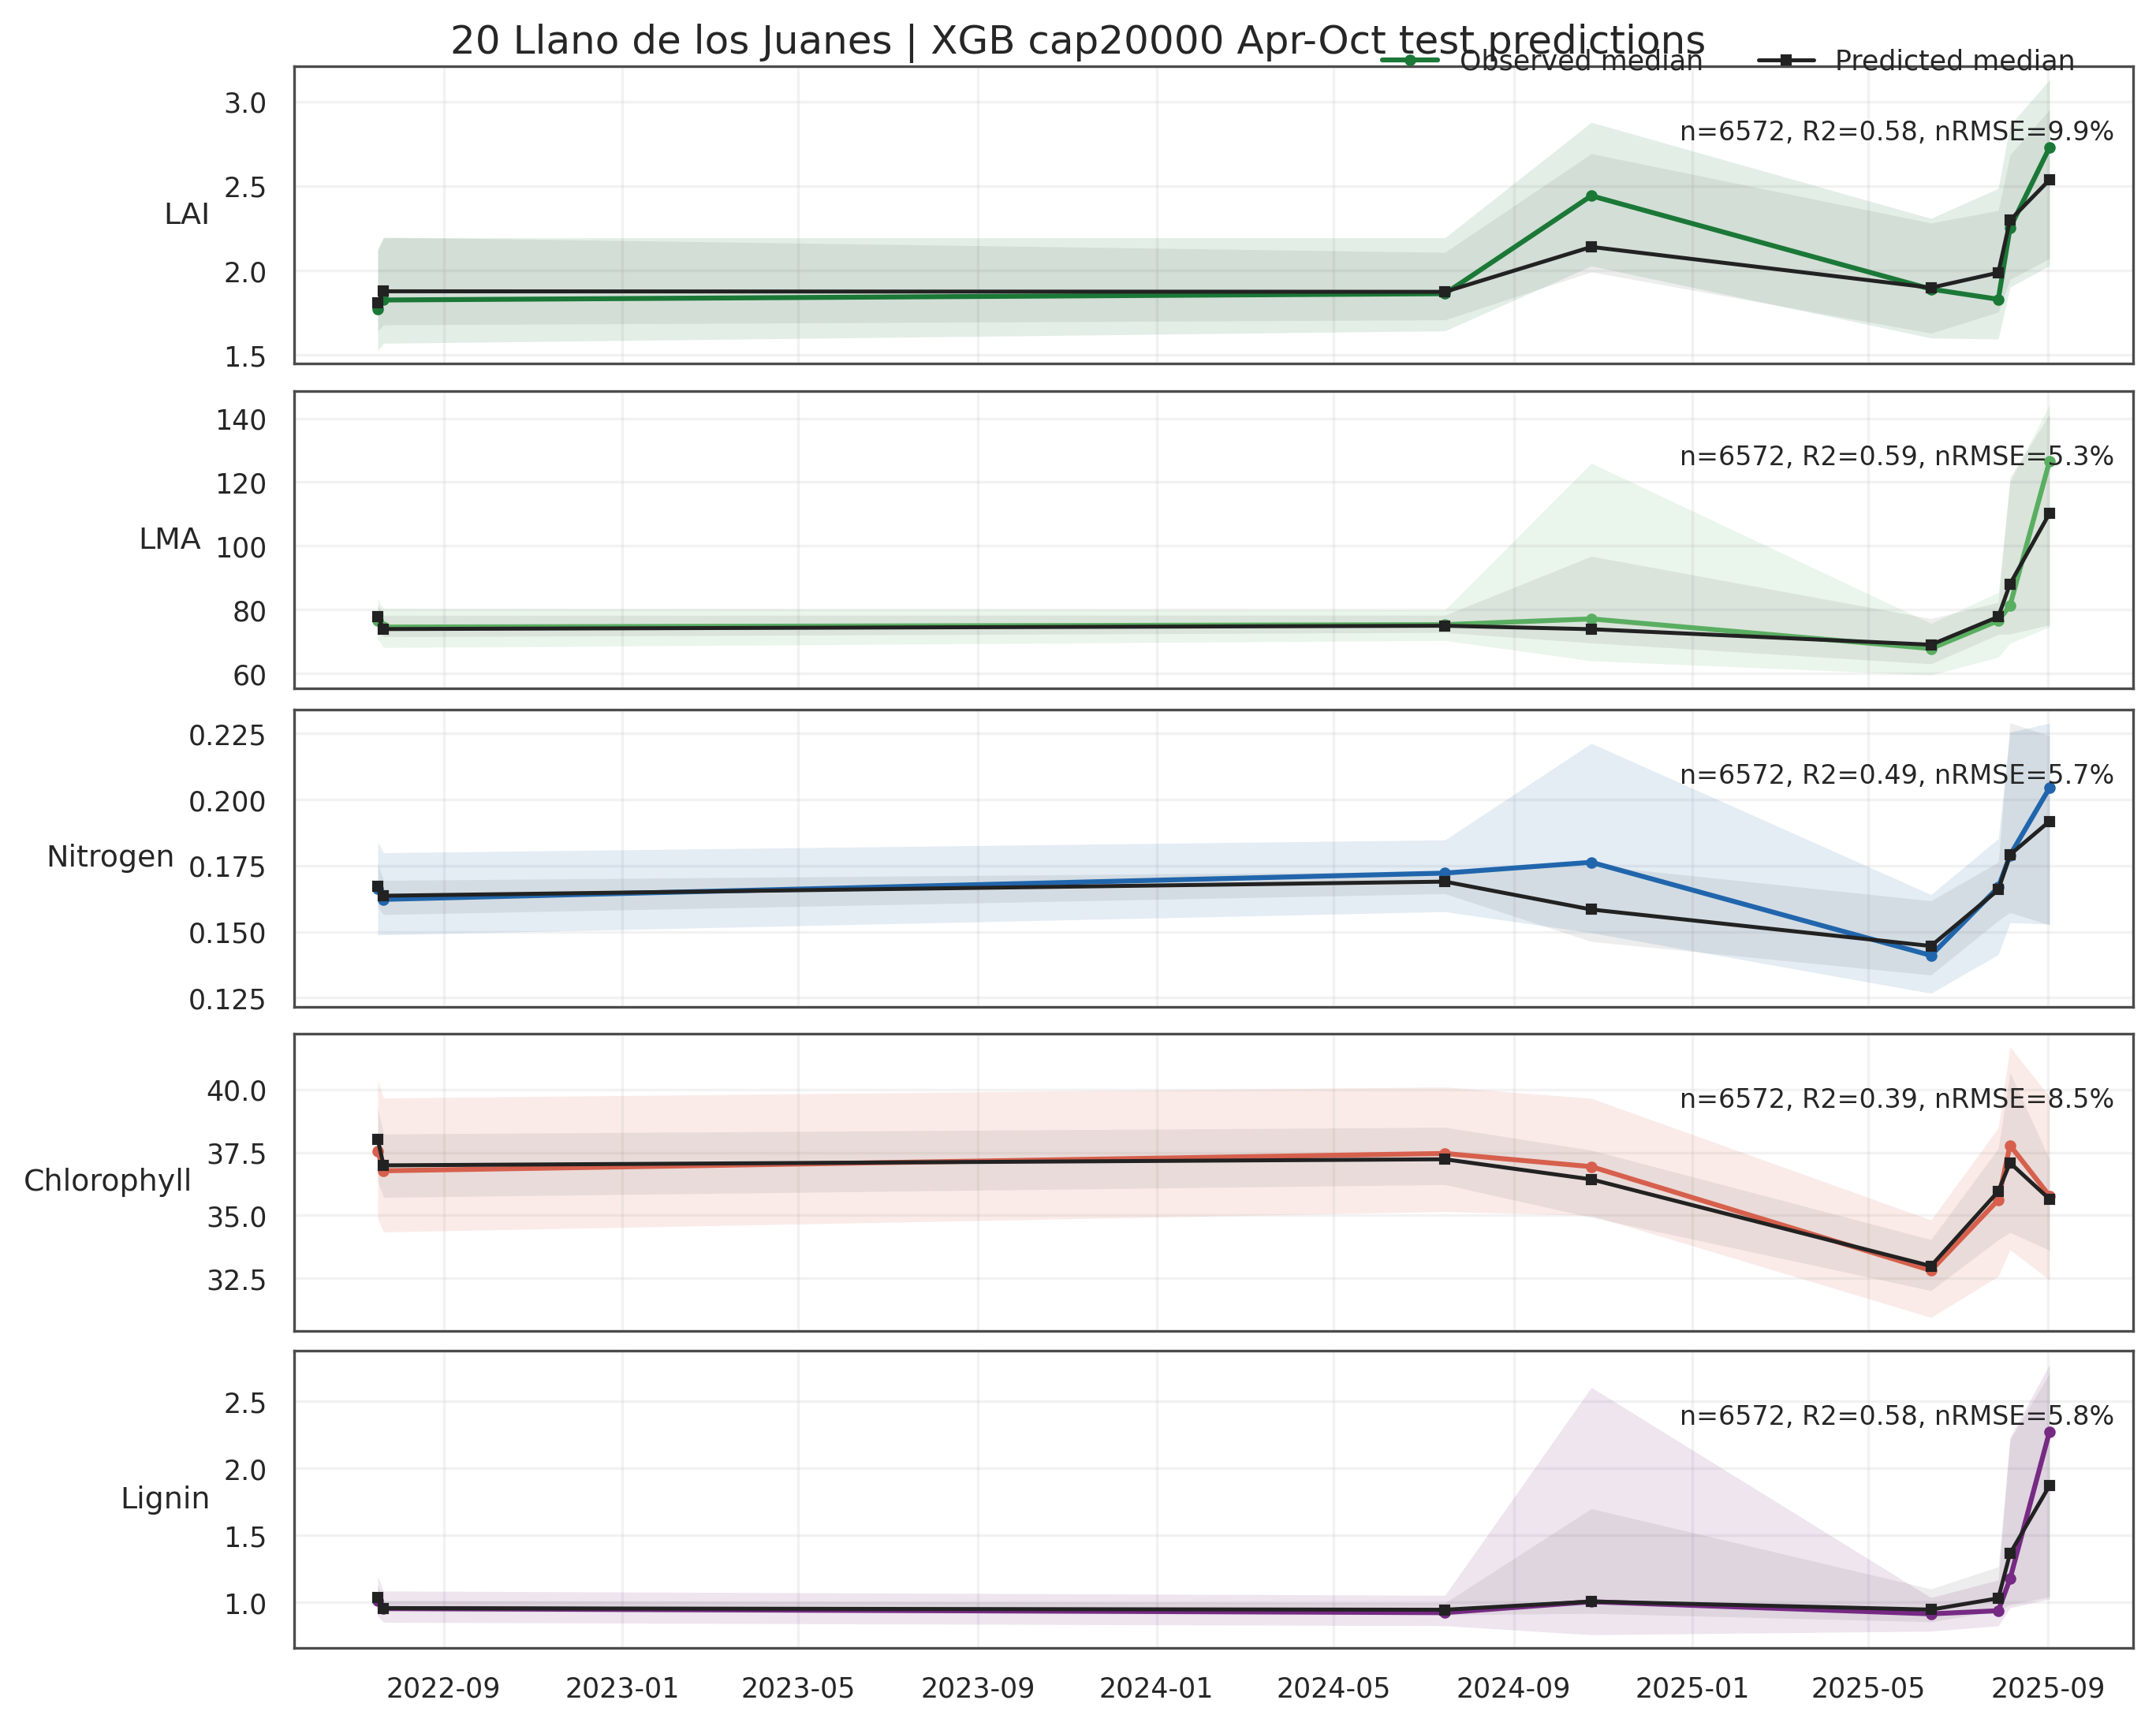 20 Llano de los Juanes | XGB cap20000 Apr-Oct test predictions
Observed median
Predicted median
3.0
2.5
2.0
1.5
LAI
n=6572, R2=0.58, nRMSE=9.9%
140
120
100
80
60
LMA
n=6572, R2=0.59, nRMSE=5.3%
0.225
0.200
0.175
0.150
0.125
Nitrogen
n=6572, R2=0.49, nRMSE=5.7%
40.0
37.5
35.0
32.5
Chlorophyll
n=6572, R2=0.39, nRMSE=8.5%
2.5
2.0
1.5
1.0
Lignin
n=6572, R2=0.58, nRMSE=5.8%
2022-09 2023-01 2023-05 2023-09 2024-01 2024-05 2024-09 2025-01 2025-05 2025-09